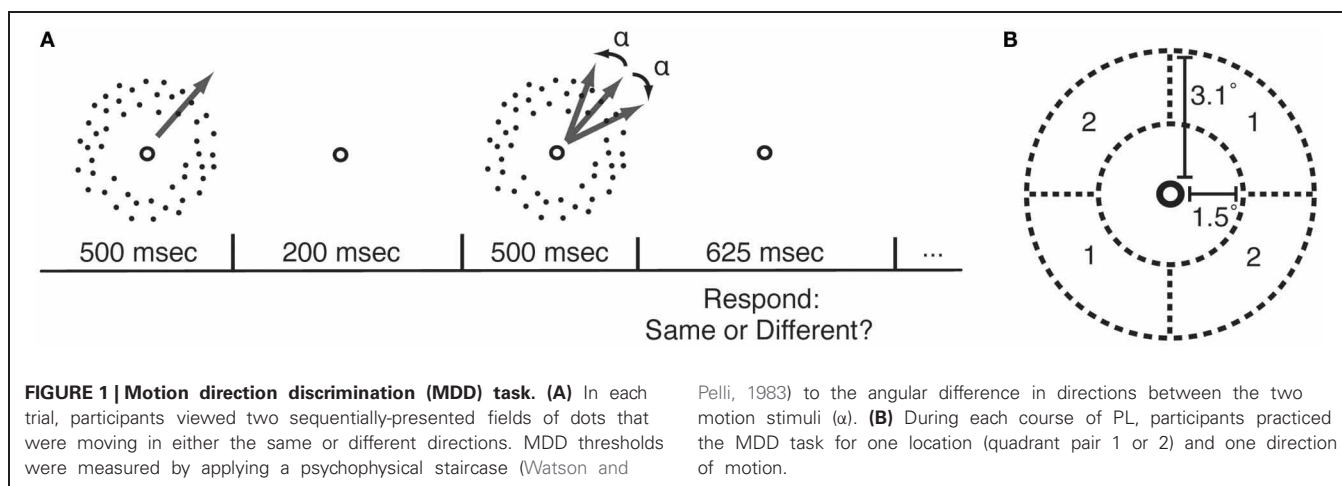 A
α
α
500 msec
200 msec
500 msec
625 msec
...
Respond:
Same or Different?
B
3.1°
2
1
1.5°
1
2
FIGURE 1 | Motion direction discrimination (MDD) task. (A) In each
trial, participants viewed two sequentially-presented fields of dots that
were moving in either the same or different directions. MDD thresholds
were measured by applying a psychophysical staircase (Watson and
Pelli, 1983) to the angular difference in directions between the two
motion stimuli (α). (B) During each course of PL, participants practiced
the MDD task for one location (quadrant pair 1 or 2) and one direction
of motion.